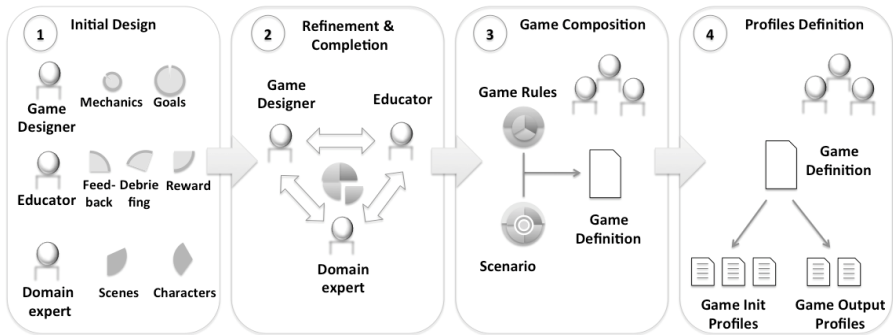 1
Initial Design
Game
Designer
Mechanics
Goals
Educator
Feed-
back
Debrie
fing
Reward
Domain
expert
Scenes
Characters
2
Refinement &
Completion
Game
Designer
Educator
Domain
expert
3
Game Composition
Game Rules
Scenario
Game
Definition
4
Profiles Definition
Game
Definition
Game Init
Profiles
Game Output
Profiles